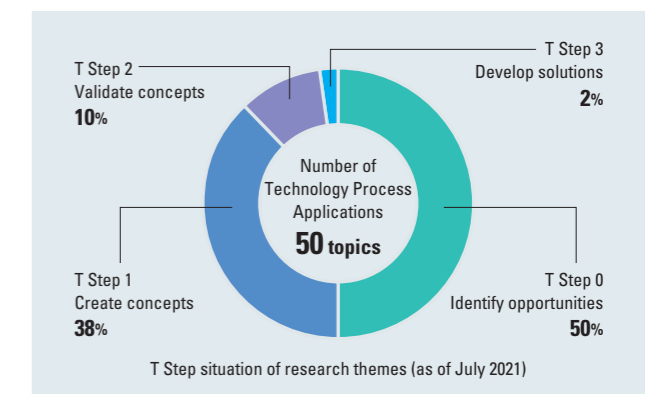 T Step 2
Validate concepts
10%
T Step 3
Develop solutions
2%
Number of
Technology Process
Applications
50 topics
T Step 1
Create concepts
38%
T Step 0
Identify opportunities
50%
T Step situation of research themes (as of July 2021)